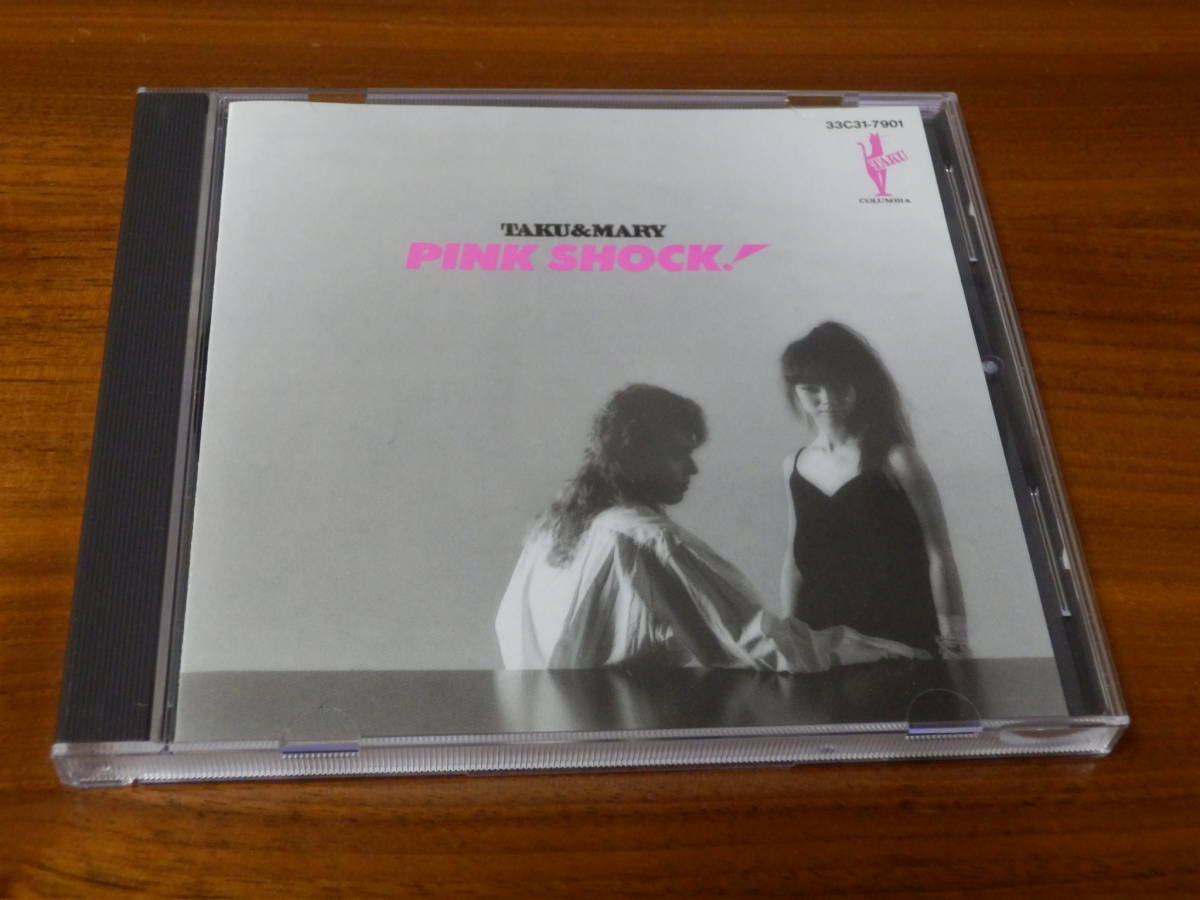 33C31-7901
TAKU
COLUMBIA
TAKU&MARY
PINK SHOCK!